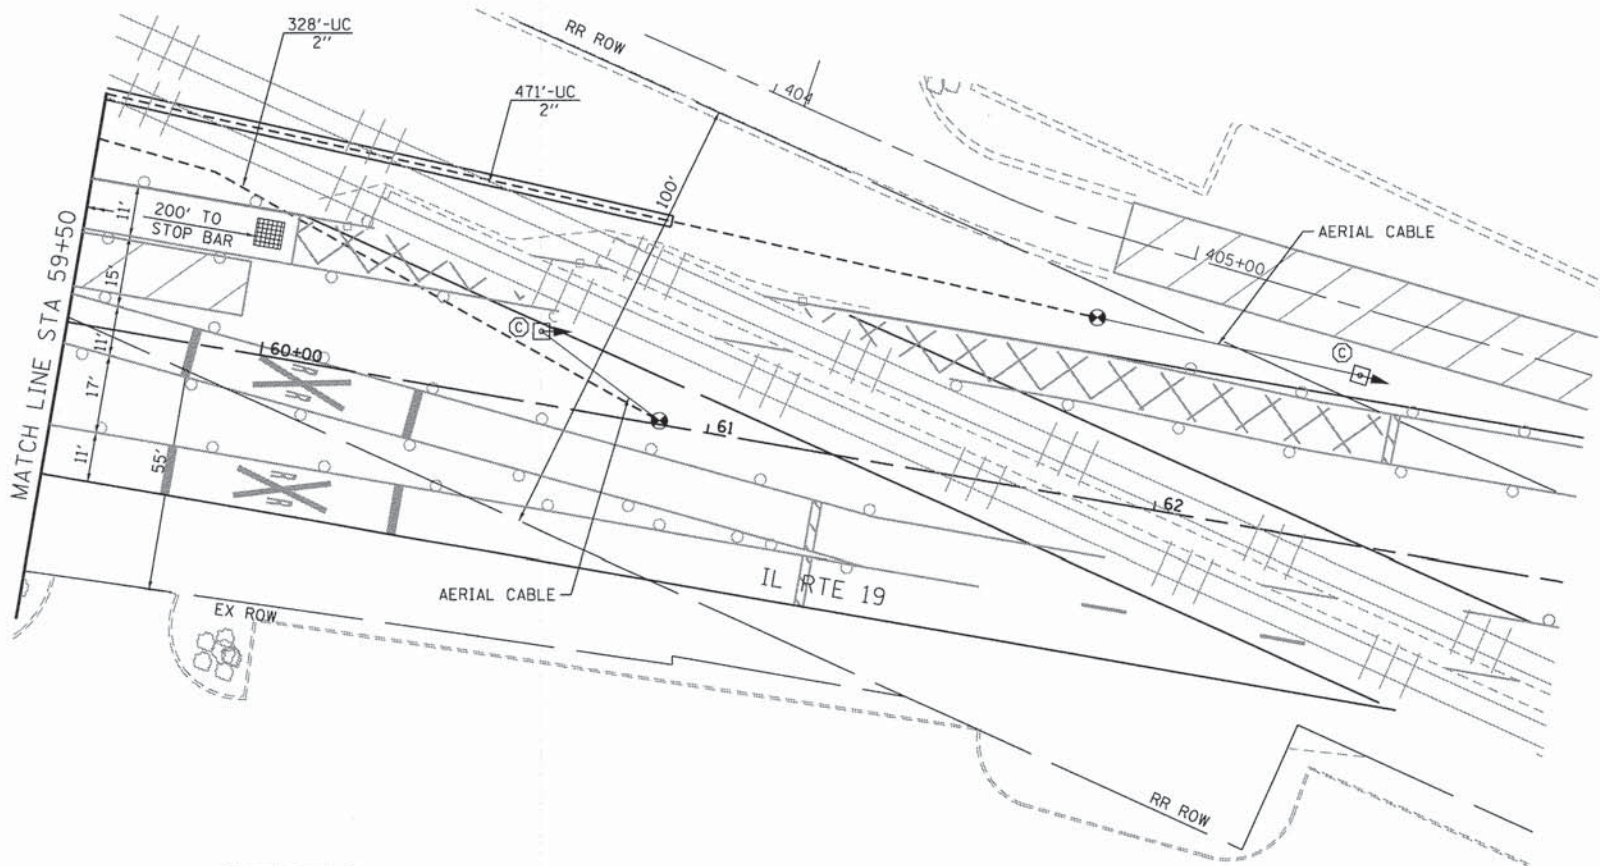 328'-UC
2''
471'-UC
2''
RR ROW
404
100'
AERIAL CABLE
405+00
MATCH LINE STA 59+50
11'
200' TO
STOP BAR
15'
11'
17'
11'
55'
60+00
R R
R R
C
C
61
62
AERIAL CABLE
IL RTE 19
EX ROW
RR ROW